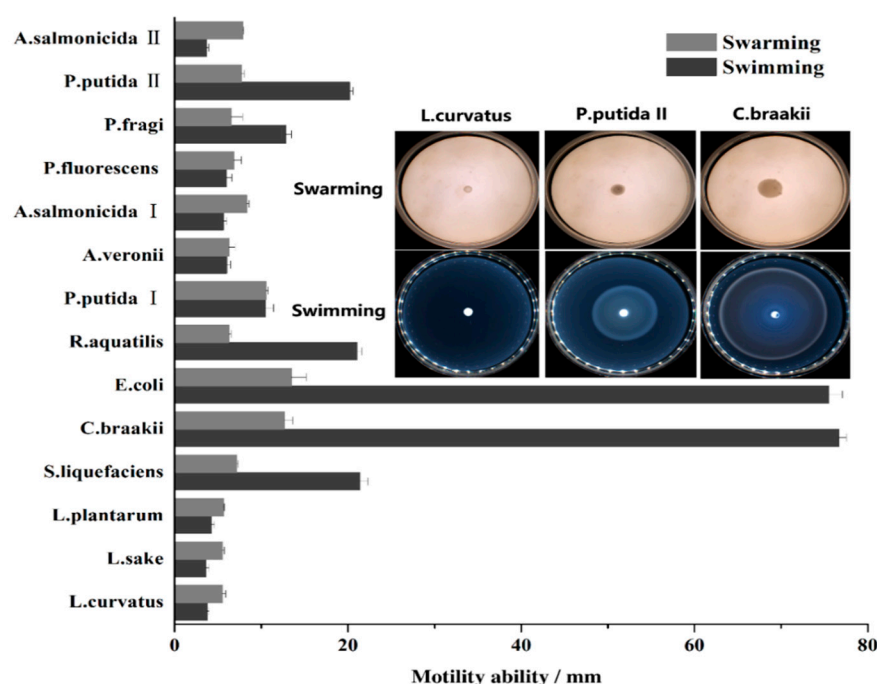 A.salmonicida Ⅱ
P.putida Ⅱ
P.fragi
P.fluorescens
A.salmonicida Ⅰ
A.veronii
P.putida Ⅰ
R.aquatilis
E.coli
C.braakii
S.liquefaciens
L.plantarum
L.sake
L.curvatus
Swarming
Swimming
L.curvatus P.putida II C.braakii
Swarming
Swimming
0 20 40 60 80
Motility ability / mm